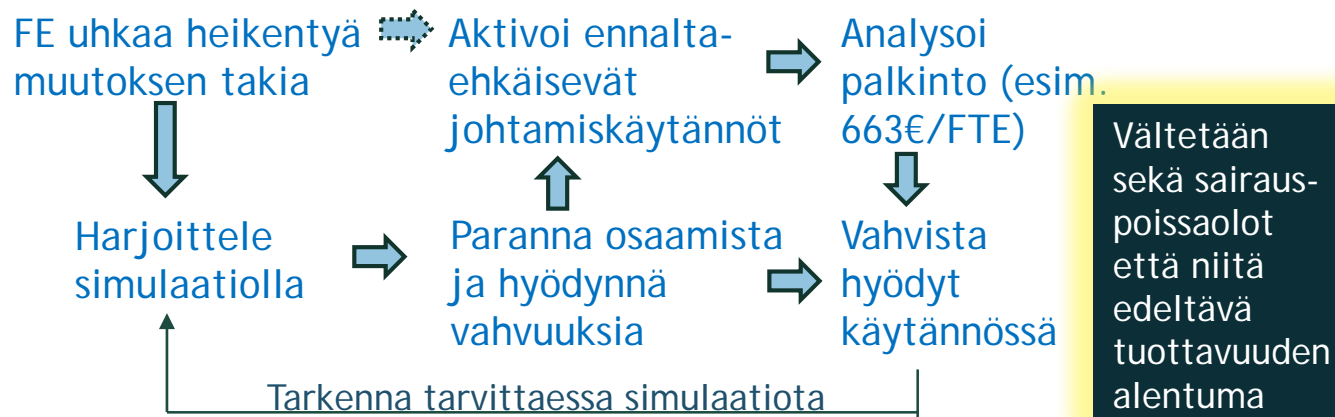 FE uhkaa heikentyä
muutoksen takia
Aktivoi ennalta-
ehkäisevät
johtamiskäytännöt
Analysoi
palkinto (esim.
663€/FTE)
Harjoittele
simulaatiolla
Paranna osaamista
ja hyödynnä
vahvuuksia
Vahvista
hyödyt
käytännössä
Tarkenna tarvittaessa simulaatiota
Vältetään
sekä sairaus-
poissaolot
että niitä
edeltävä
tuottavuuden
alentuma